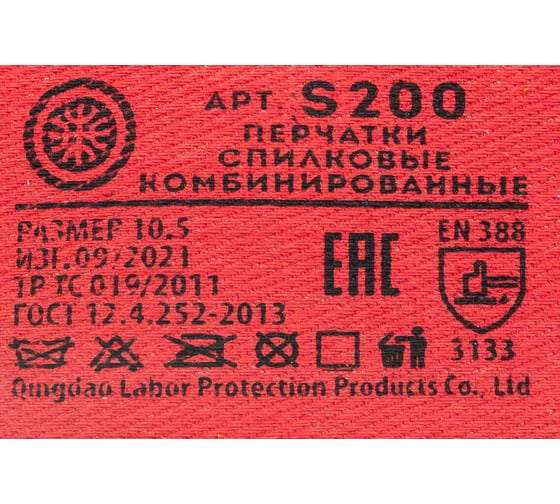 АРТ. S200
ПЕРЧАТКИ
СПИЛКОВЫЕ
КОМБИНИРОВАННЫЕ
РАЗМЕР 10.5
ИЗГ. 09/2021
ТР ТС 019/2011
ГОСТ 12.4.252-2013
EAC
EN 388
3133
Qingdao Labor Protection Products Co., Ltd